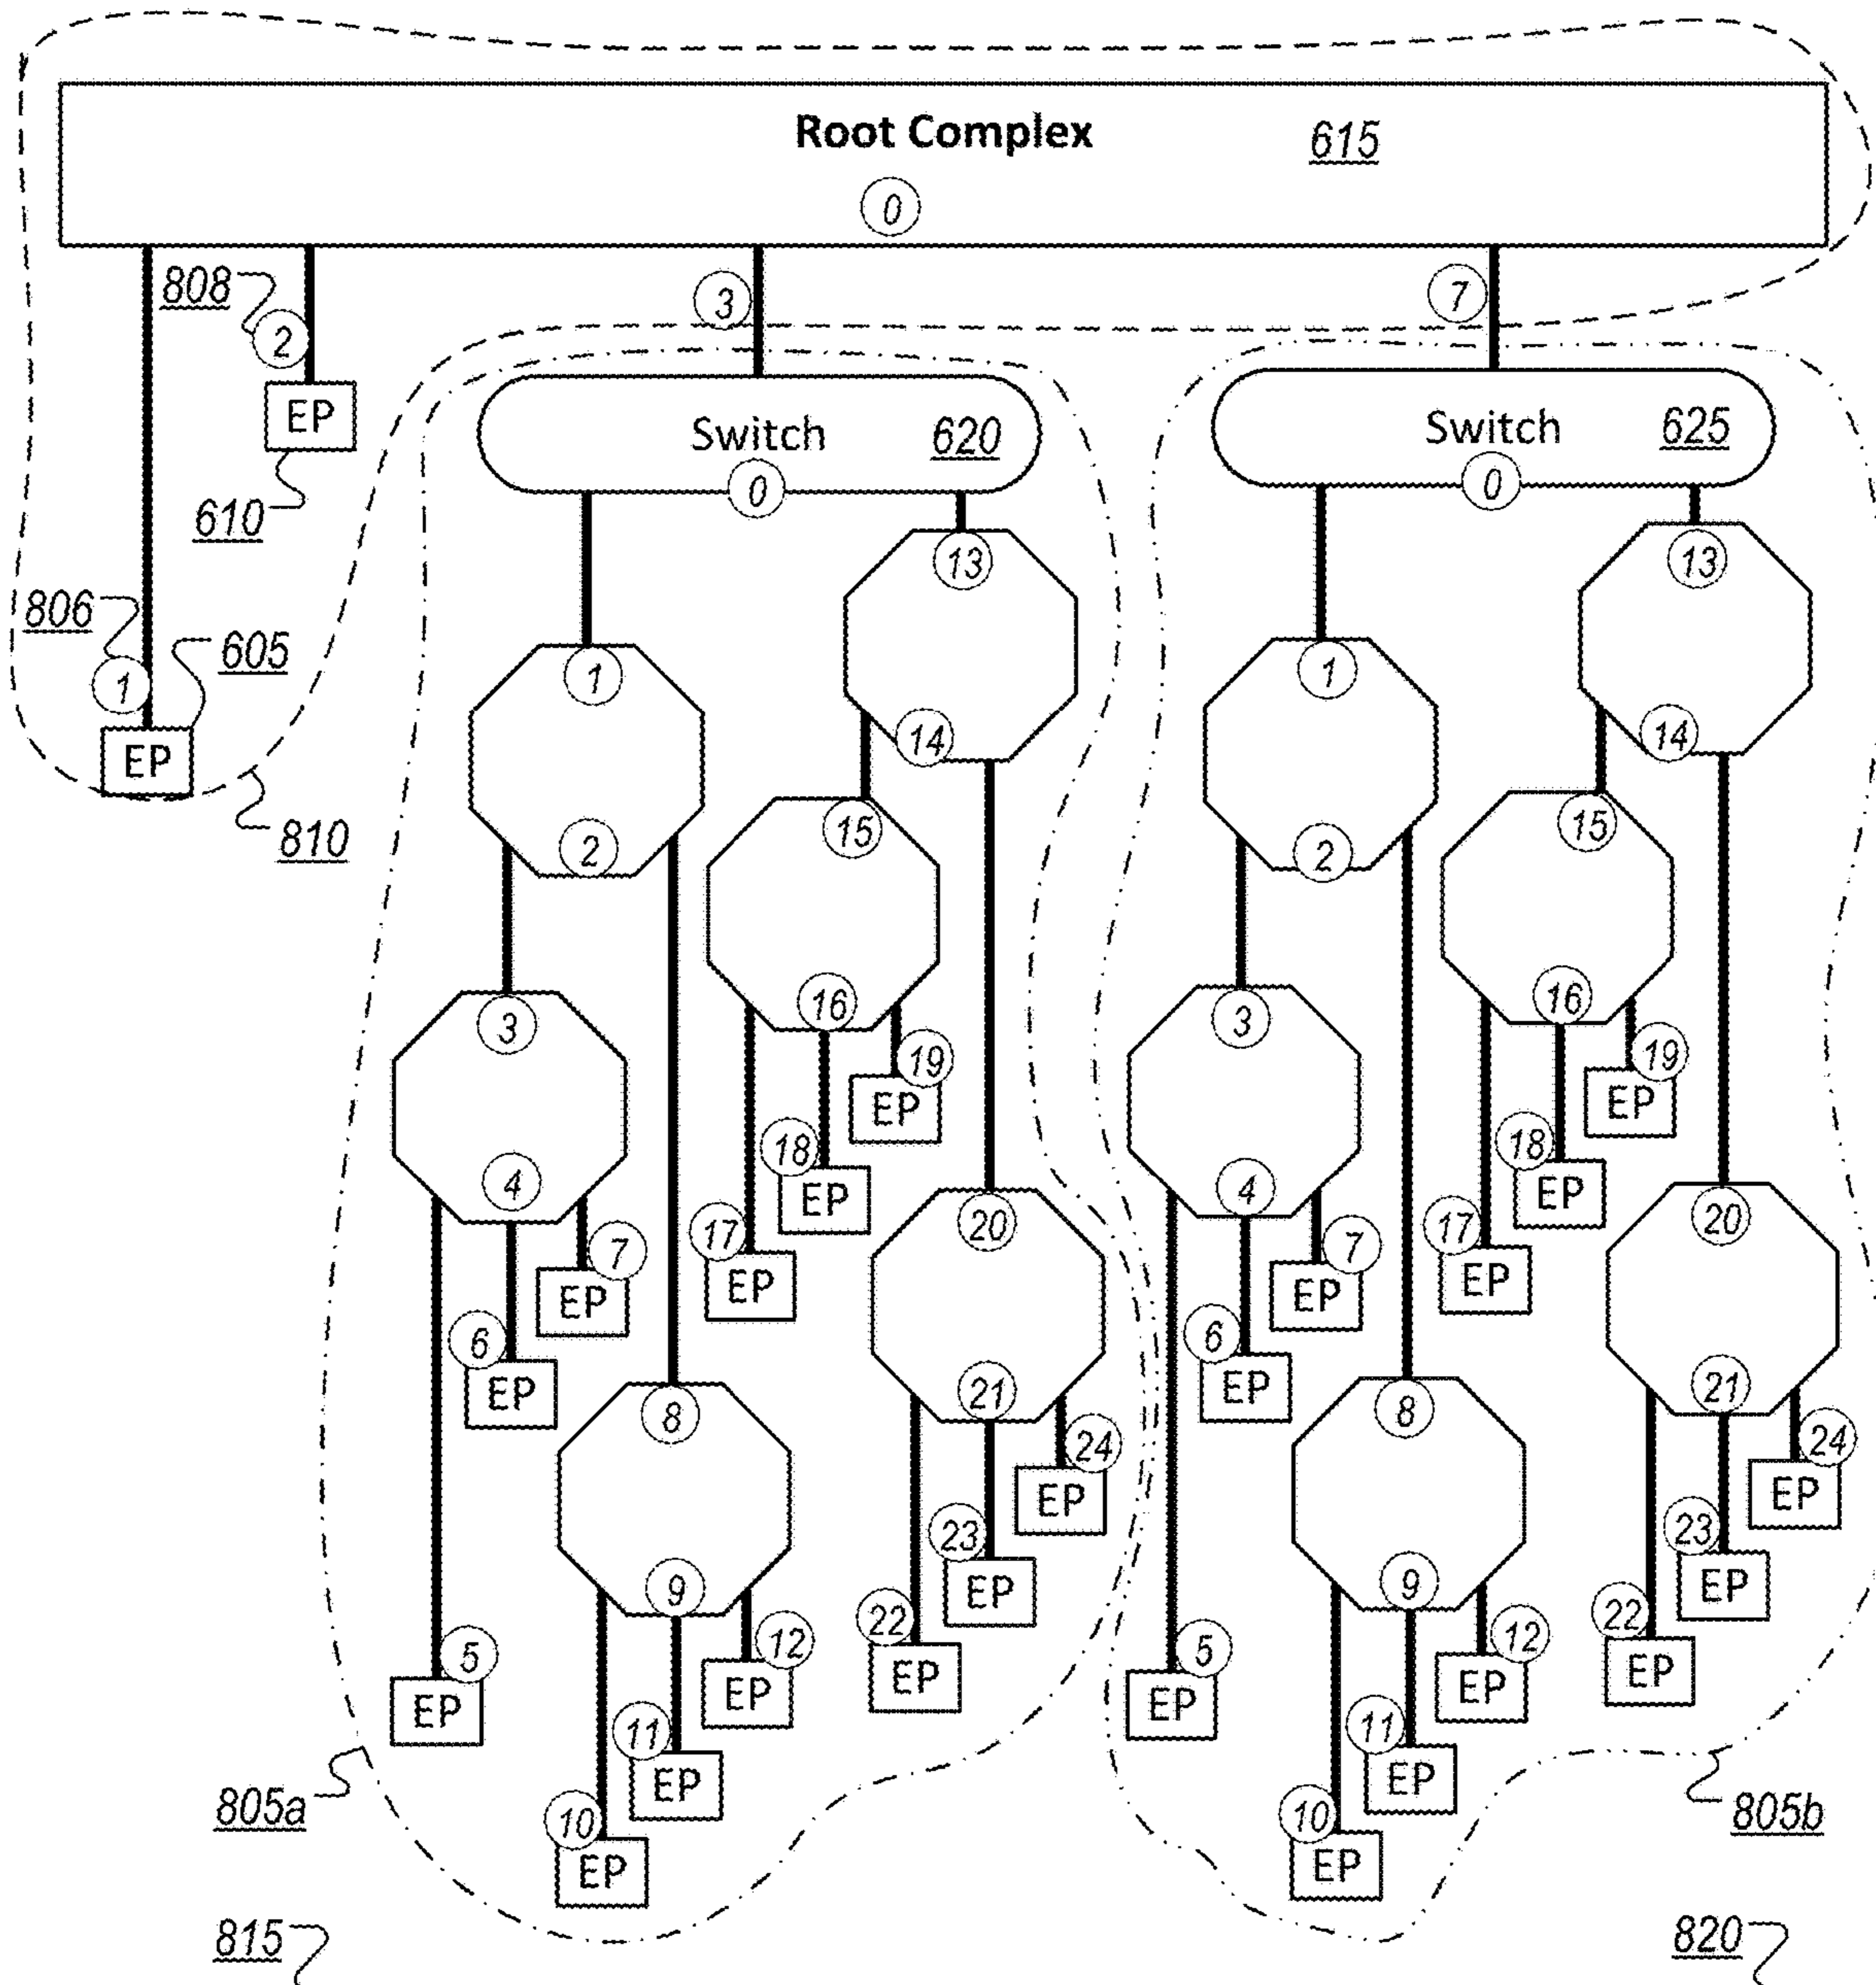 Root Complex 615
0
808
3
7
2
EP
Switch 620
0
Switch 625
0
610
13
13
806
605
1
1
1
14
14
EP
810
15
15
2
2
16
16
3
3
19
19
EP
EP
18
18
4
4
EP
EP
17
17
20
20
7
7
EP
EP
EP
EP
6
6
EP
EP
21
21
8
8
24
24
EP
EP
23
23
9
9
EP
EP
22
22
5
5
12
12
EP
EP
EP
EP
EP
EP
11
11
EP
EP
805a
805b
10
10
EP
EP
815
820